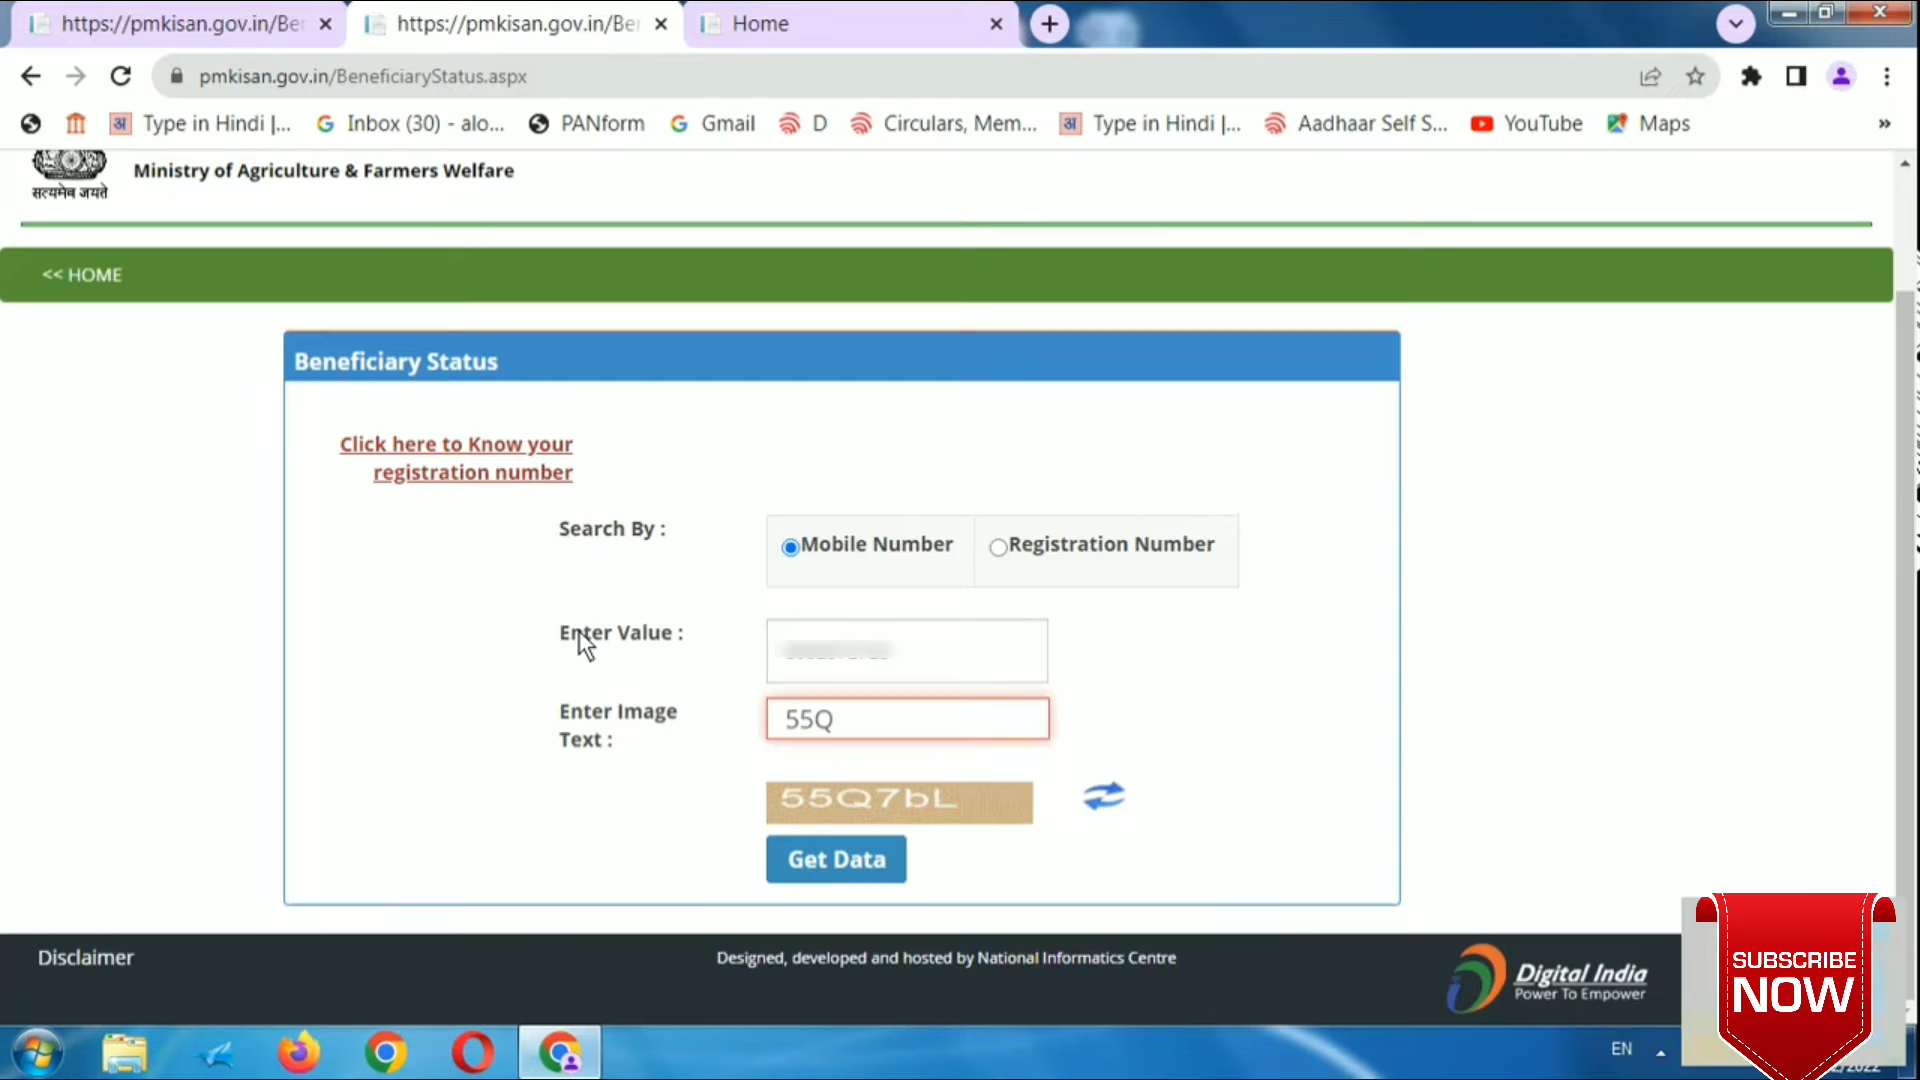 https://pmkisan.gov.in/Be
https://pmkisan.gov.in/Be
Home
pmkisan.gov.in/BeneficiaryStatus.aspx
Type in Hindi |...
Inbox (30) - alo...
PANform
Gmail
D
Circulars, Mem...
Type in Hindi |...
Aadhaar Self S...
YouTube
Maps
»
सत्यमेव जयते
Ministry of Agriculture & Farmers Welfare
<< HOME
Beneficiary Status
Click here to Know your
registration number
Search By :
Mobile Number
Registration Number
Enter Value :
Enter Image
Text :
55Q
55Q7bL
Get Data
Disclaimer
Designed, developed and hosted by National Informatics Centre
Digital India
Power To Empower
SUBSCRIBE
NOW
EN